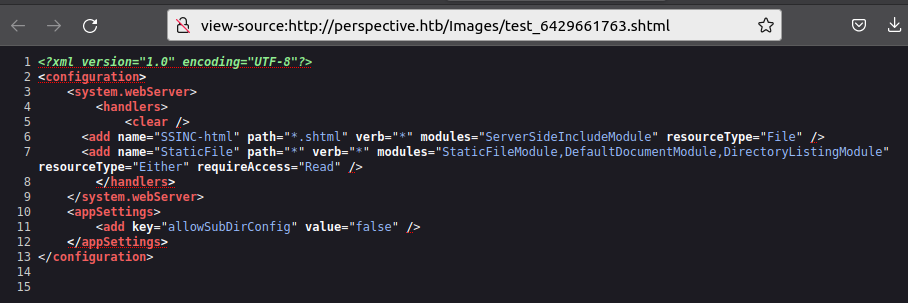 view-source:http://perspective.htb/Images/test_6429661763.shtml
1 <?xml version="1.0" encoding="UTF-8"?>
2 <configuration>
3 <system.webServer>
4 <handlers>
5 <clear />
6 <add name="SSINC-html" path="*.shtml" verb="*" modules="ServerSideIncludeModule" resourceType="File" />
7 <add name="StaticFile" path="*" verb="*" modules="StaticFileModule,DefaultDocumentModule,DirectoryListingModule"
resourceType="Either" requireAccess="Read" />
8 </handlers>
9 </system.webServer>
10 <appSettings>
11 <add key="allowSubDirConfig" value="false" />
12 </appSettings>
13 </configuration>
14
15